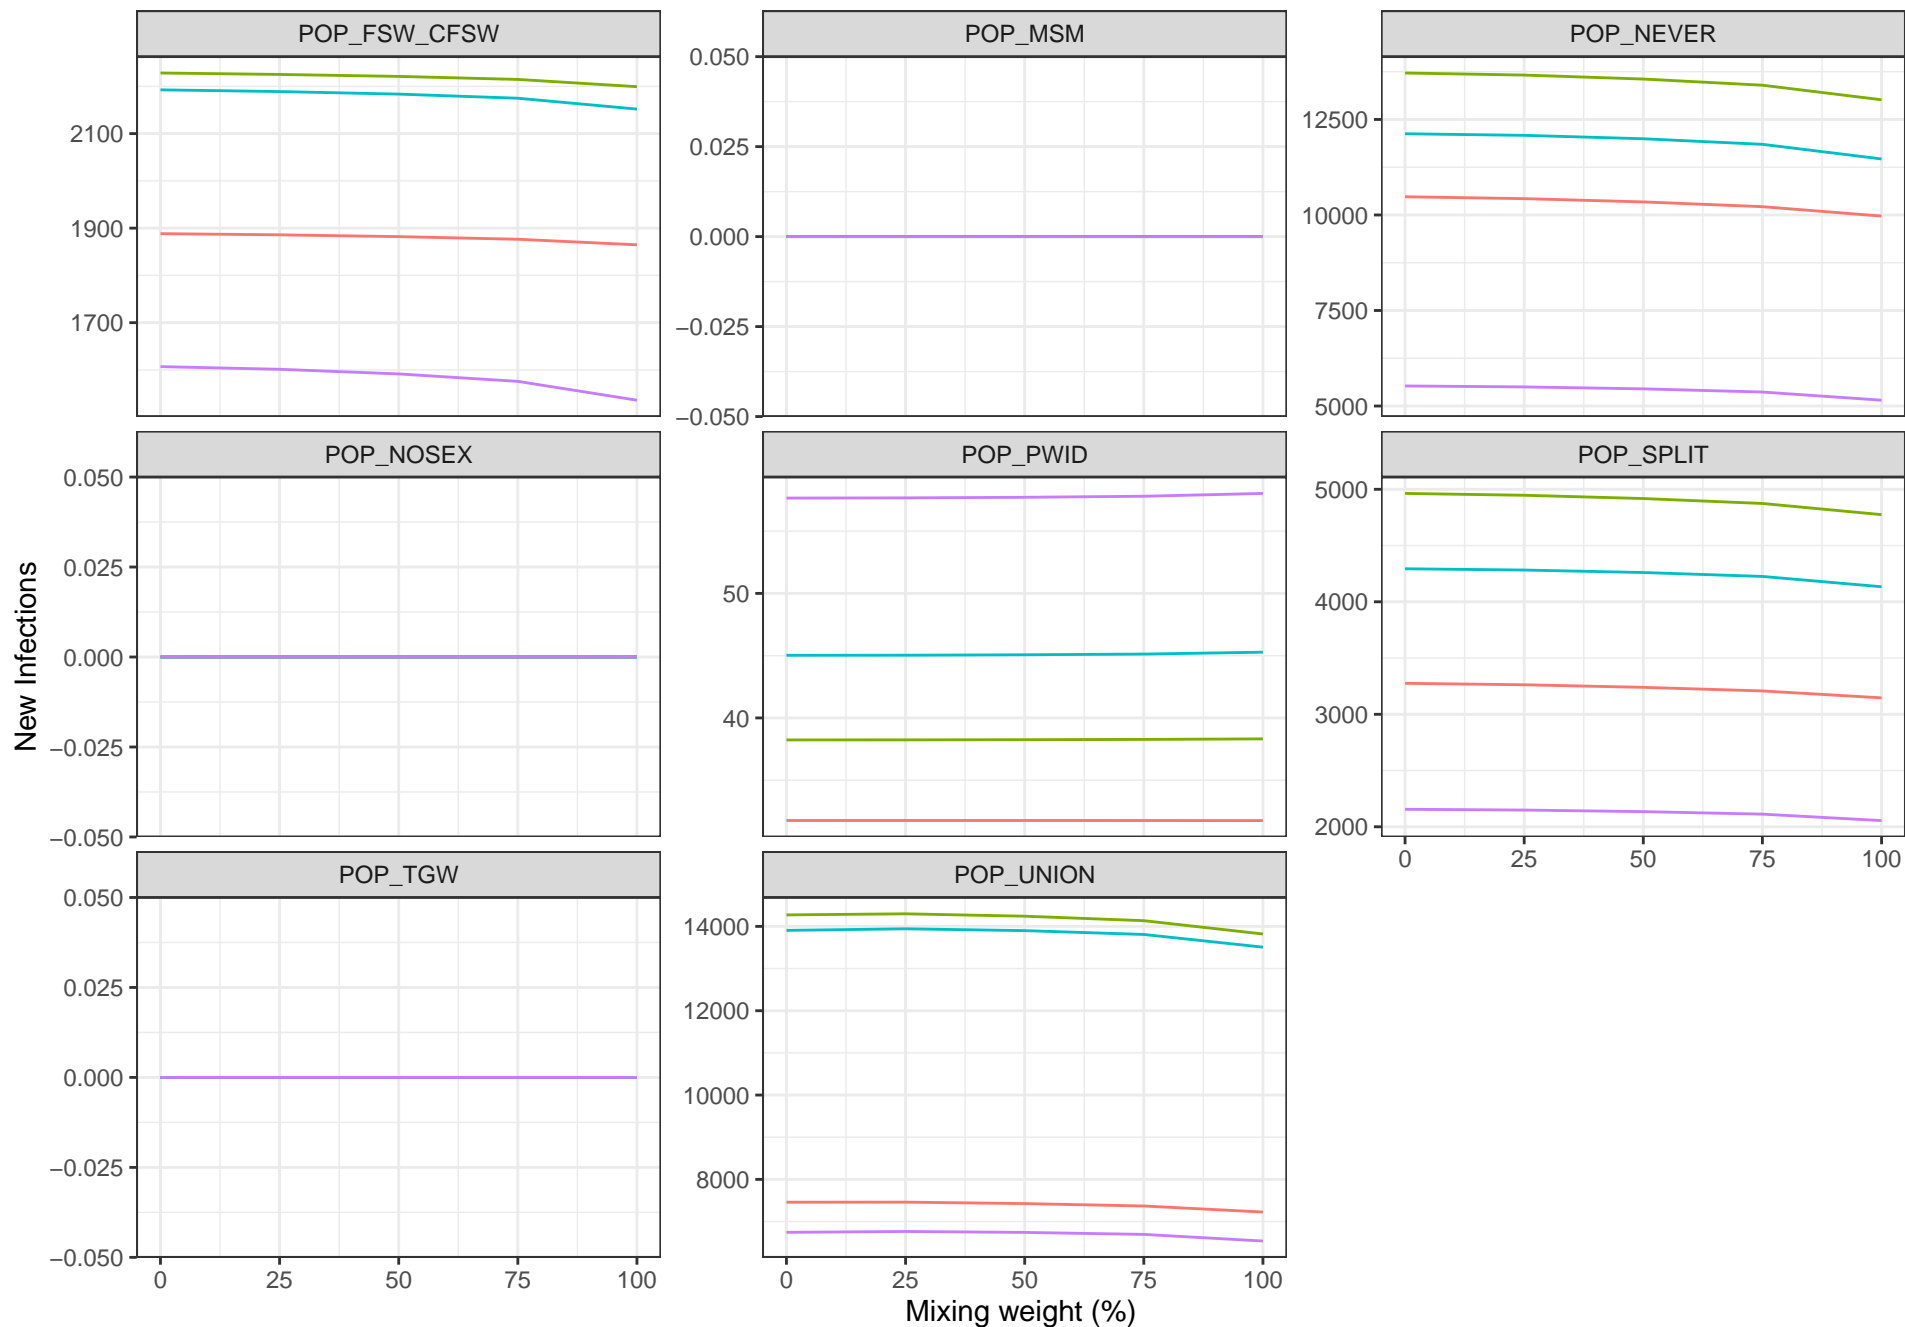 POP_FSW_CFSW
POP_MSM
POP_NEVER
2100
1900
1700
0.050
0.025
0.000
−0.025
−0.050
12500
10000
7500
5000
POP_NOSEX
POP_PWID
POP_SPLIT
0.050
0.025
0.000
−0.025
−0.050
50
40
5000
4000
3000
2000
0 25 50 75 100
POP_TGW
POP_UNION
0.050
0.025
0.000
−0.025
−0.050
14000
12000
10000
8000
0 25 50 75 100
0 25 50 75 100
Mixing weight (%)
New Infections